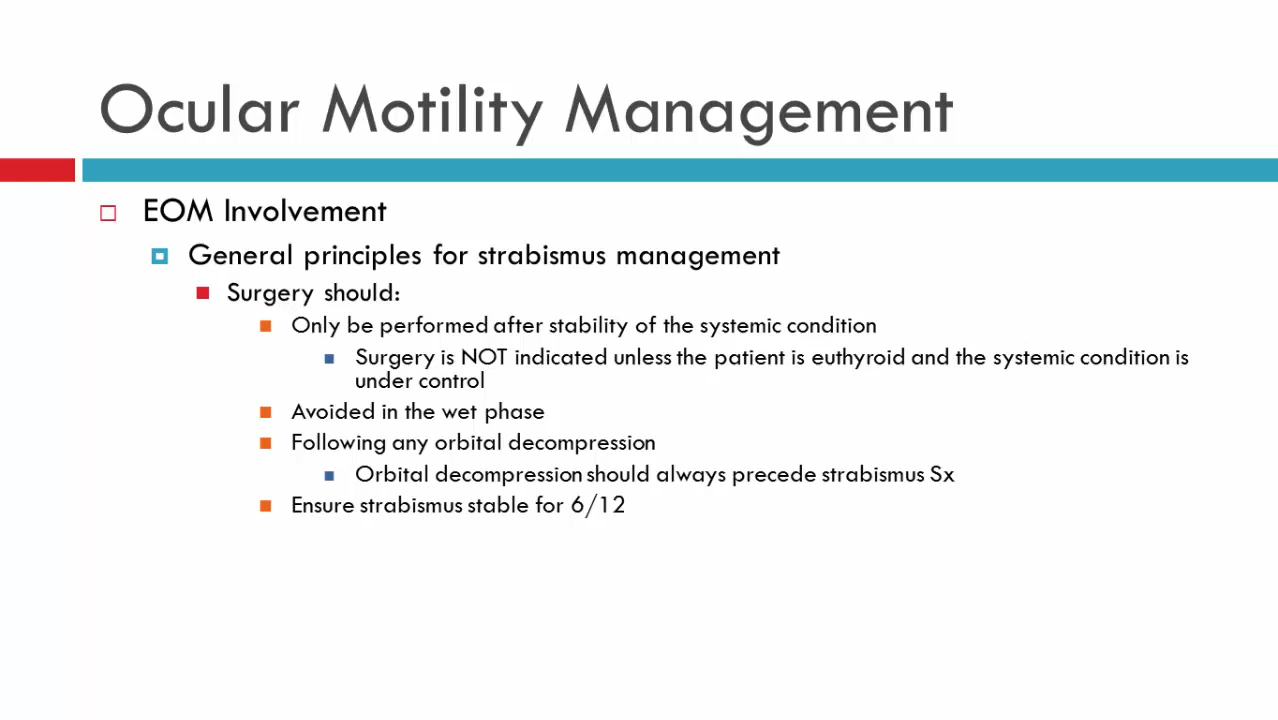 Ocular Motility Management
EOM Involvement
General principles for strabismus management
Surgery should:
Only be performed after stability of the systemic condition
Surgery is NOT indicated unless the patient is euthyroid and the systemic condition is
under control
Avoided in the wet phase
Following any orbital decompression
Orbital decompression should always precede strabismus Sx
Ensure strabismus stable for 6/12